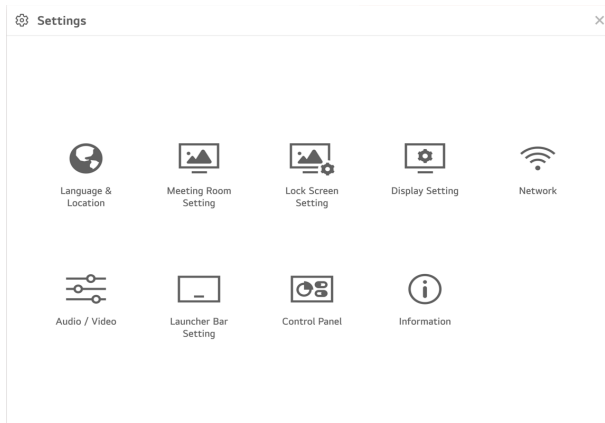 Settings
Language &
Location
Meeting Room
Setting
Lock Screen
Setting
Display Setting
Network
Audio / Video
Launcher Bar
Setting
Control Panel
Information